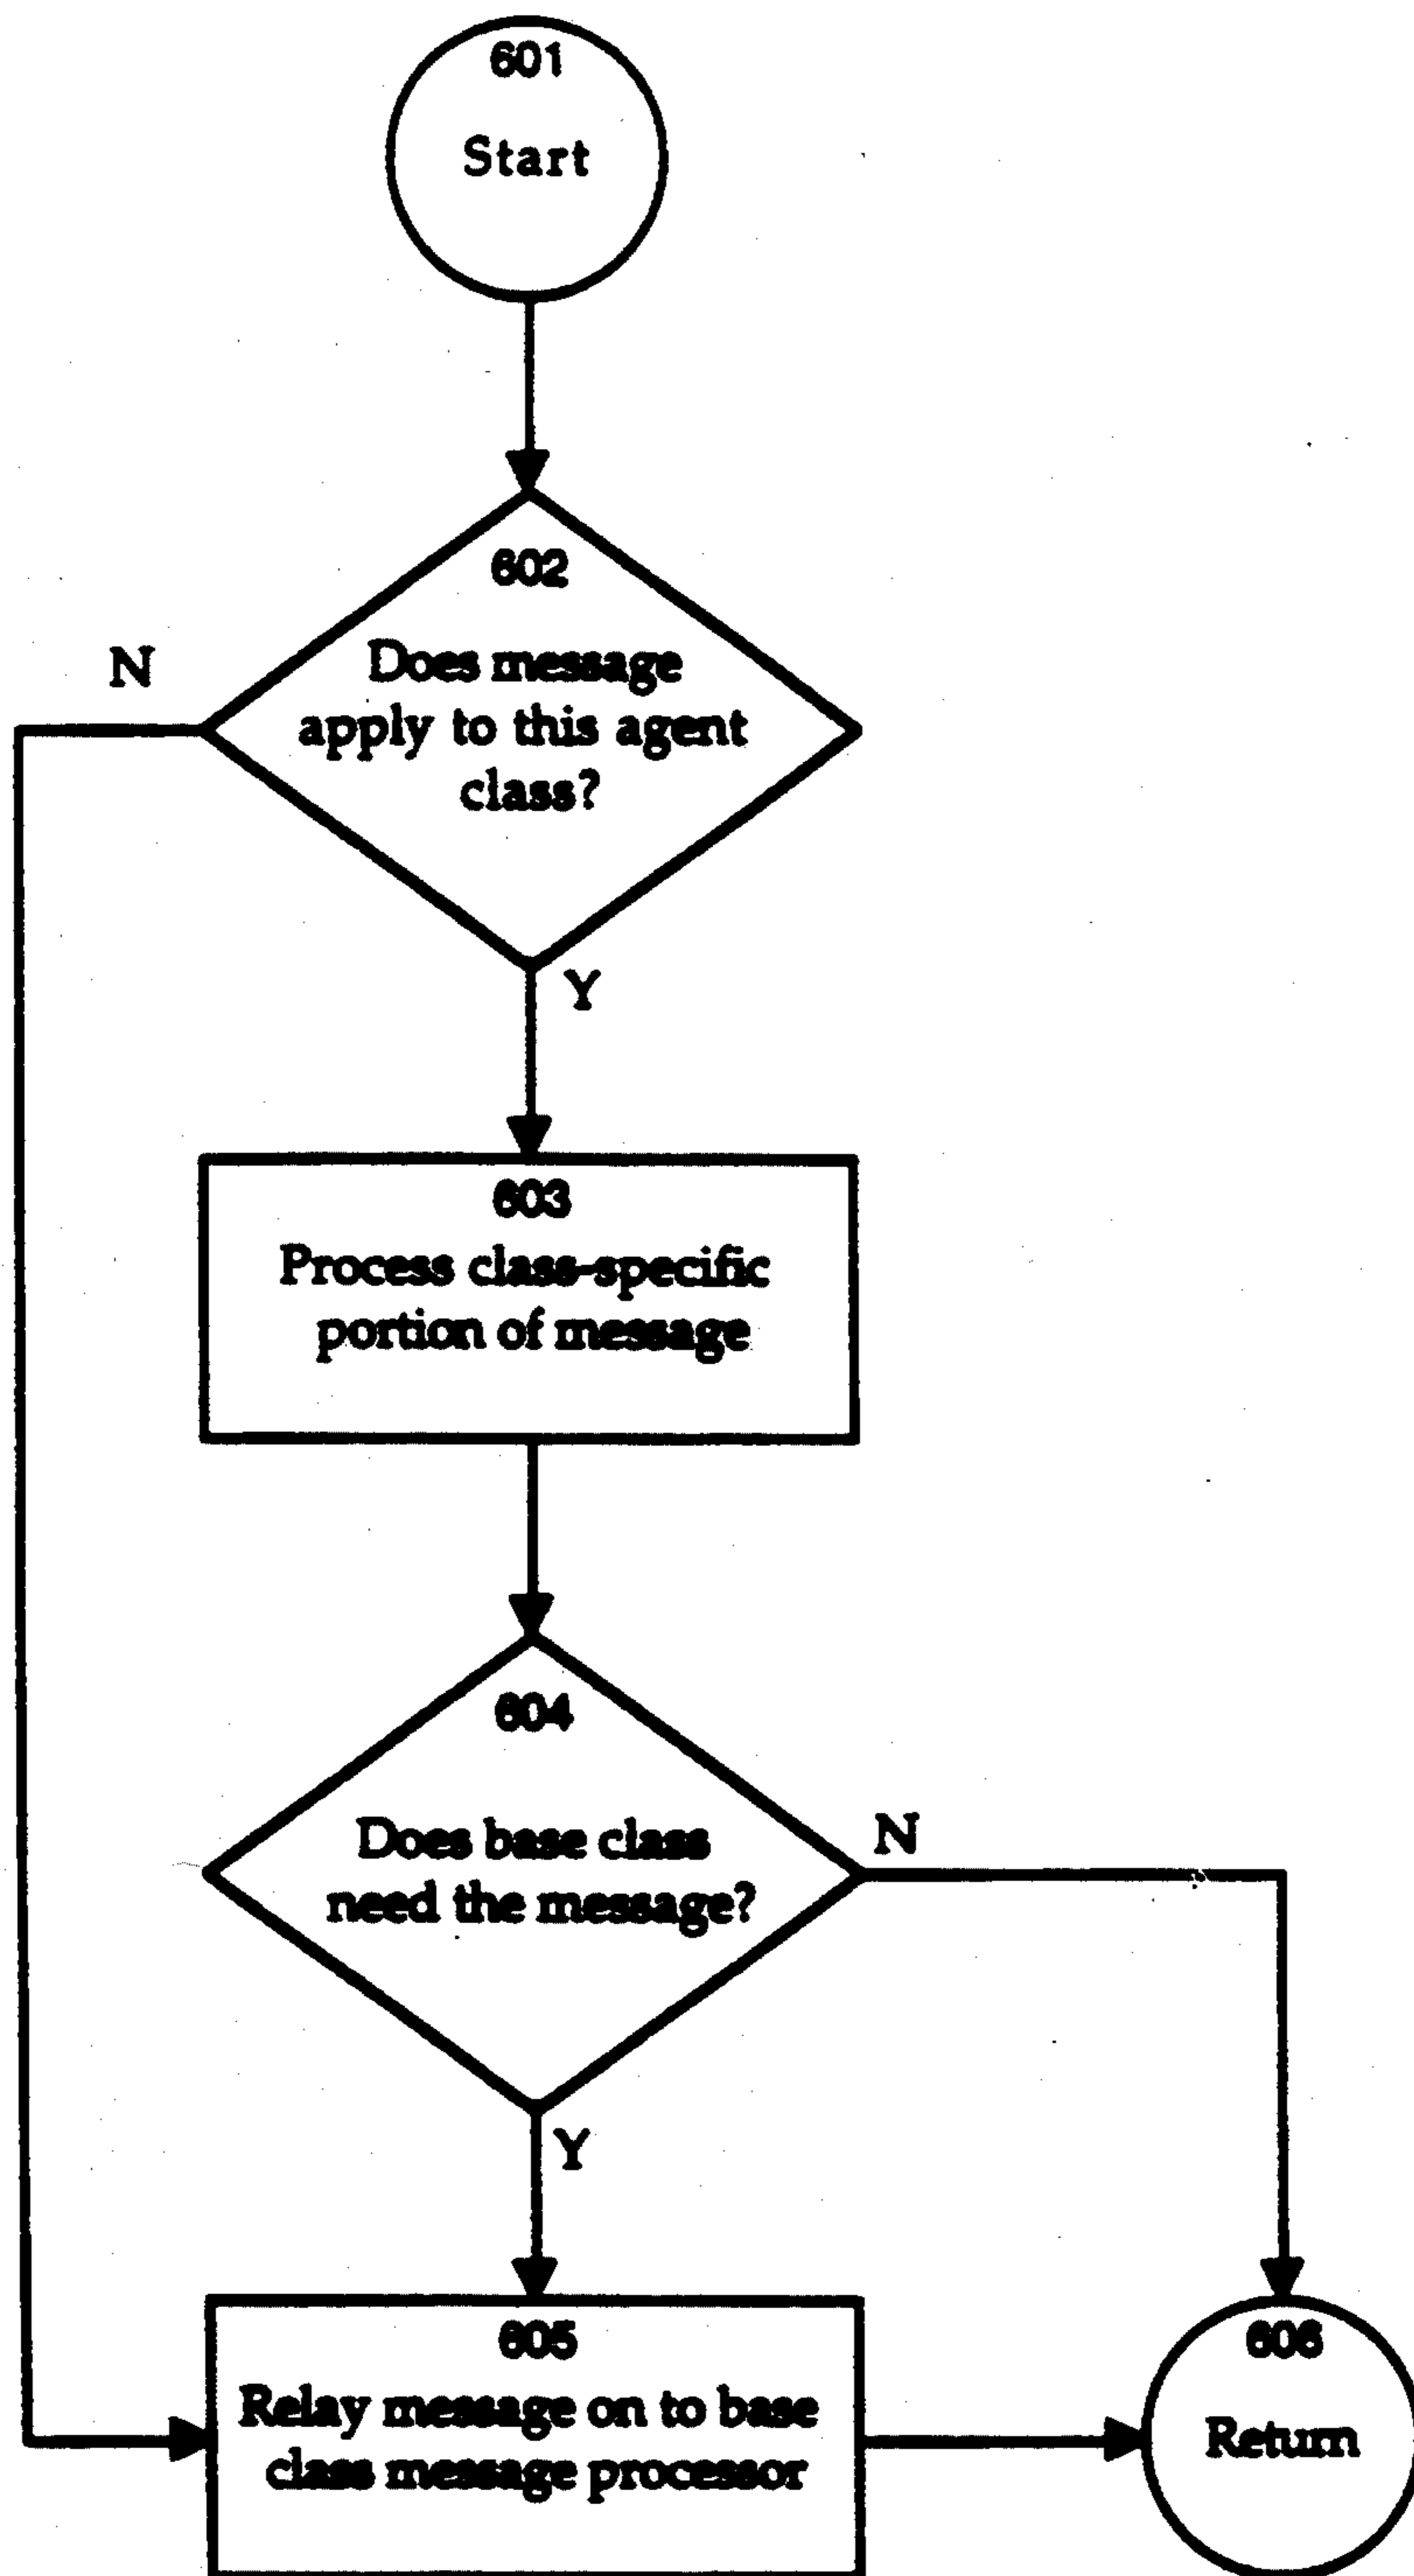 601
Start
602
Does message
apply to this agent
class?
N
Y
603
Process class-specific
portion of message
604
Does base class
need the message?
N
Y
605
Relay message on to base
class message processor
606
Return